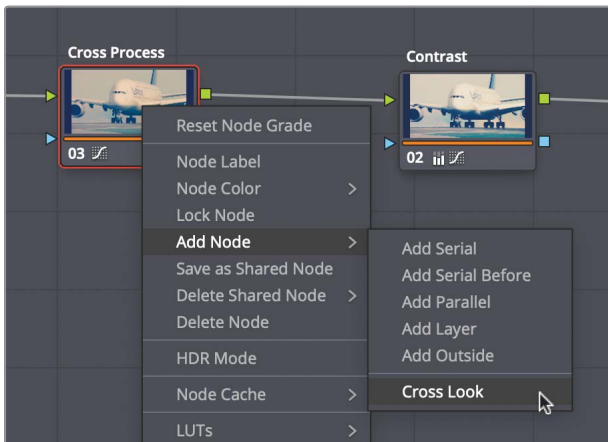 Cross Process
Contrast
03
02
Reset Node Grade
Node Label
Node Color
Lock Node
Add Node
Save as Shared Node
Delete Shared Node
Delete Node
HDR Mode
Node Cache
LUTs
Add Serial
Add Serial Before
Add Parallel
Add Layer
Add Outside
Cross Look